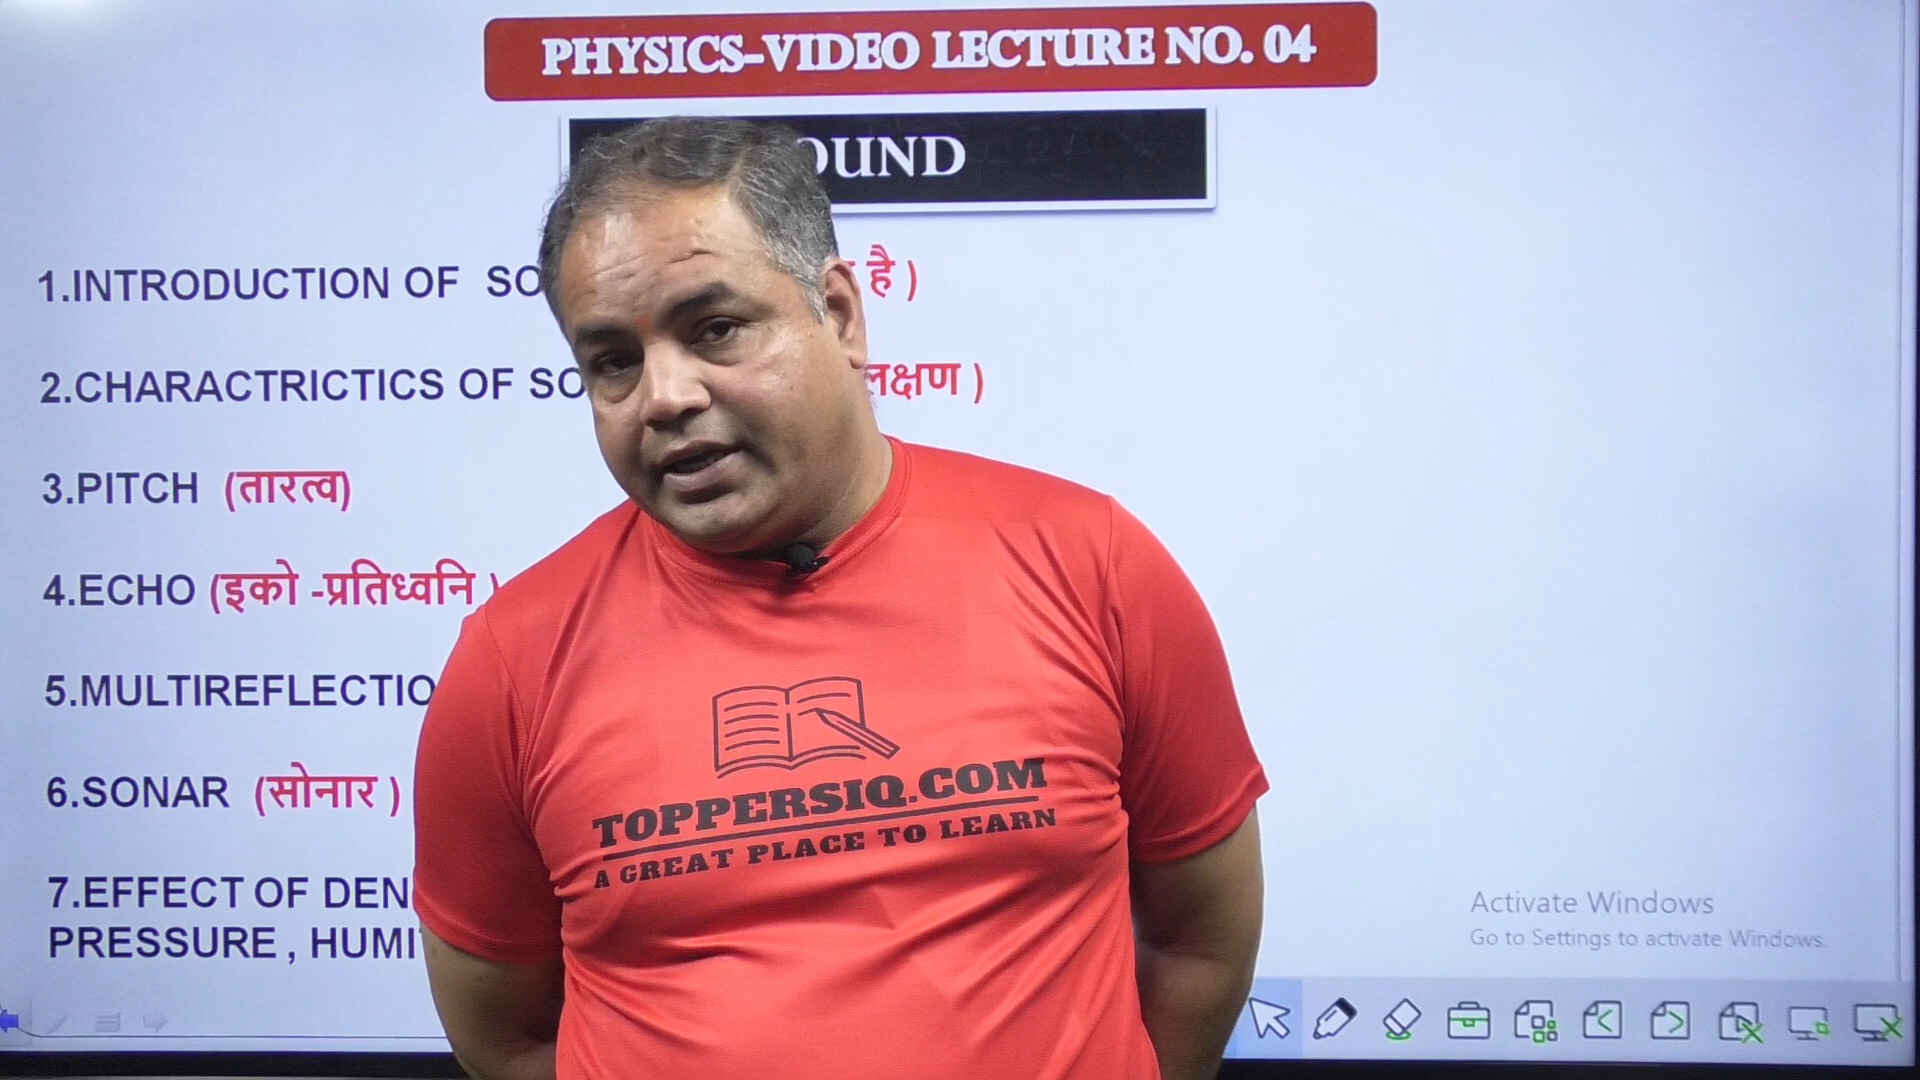 PHYSICS-VIDEO LECTURE NO. 04
OUND
1.INTRODUCTION OF SO है )
2.CHARACTRICTICS OF SO लक्षण )
3.PITCH (तारत्व)
4.ECHO (इको -प्रतिध्वनि )
5.MULTIREFLECTIO
6.SONAR (सोनार )
7.EFFECT OF DEN
PRESSURE , HUMI
TOPPERSIQ.COM
A GREAT PLACE TO LEARN
Activate Windows
Go to Settings to activate Windows.